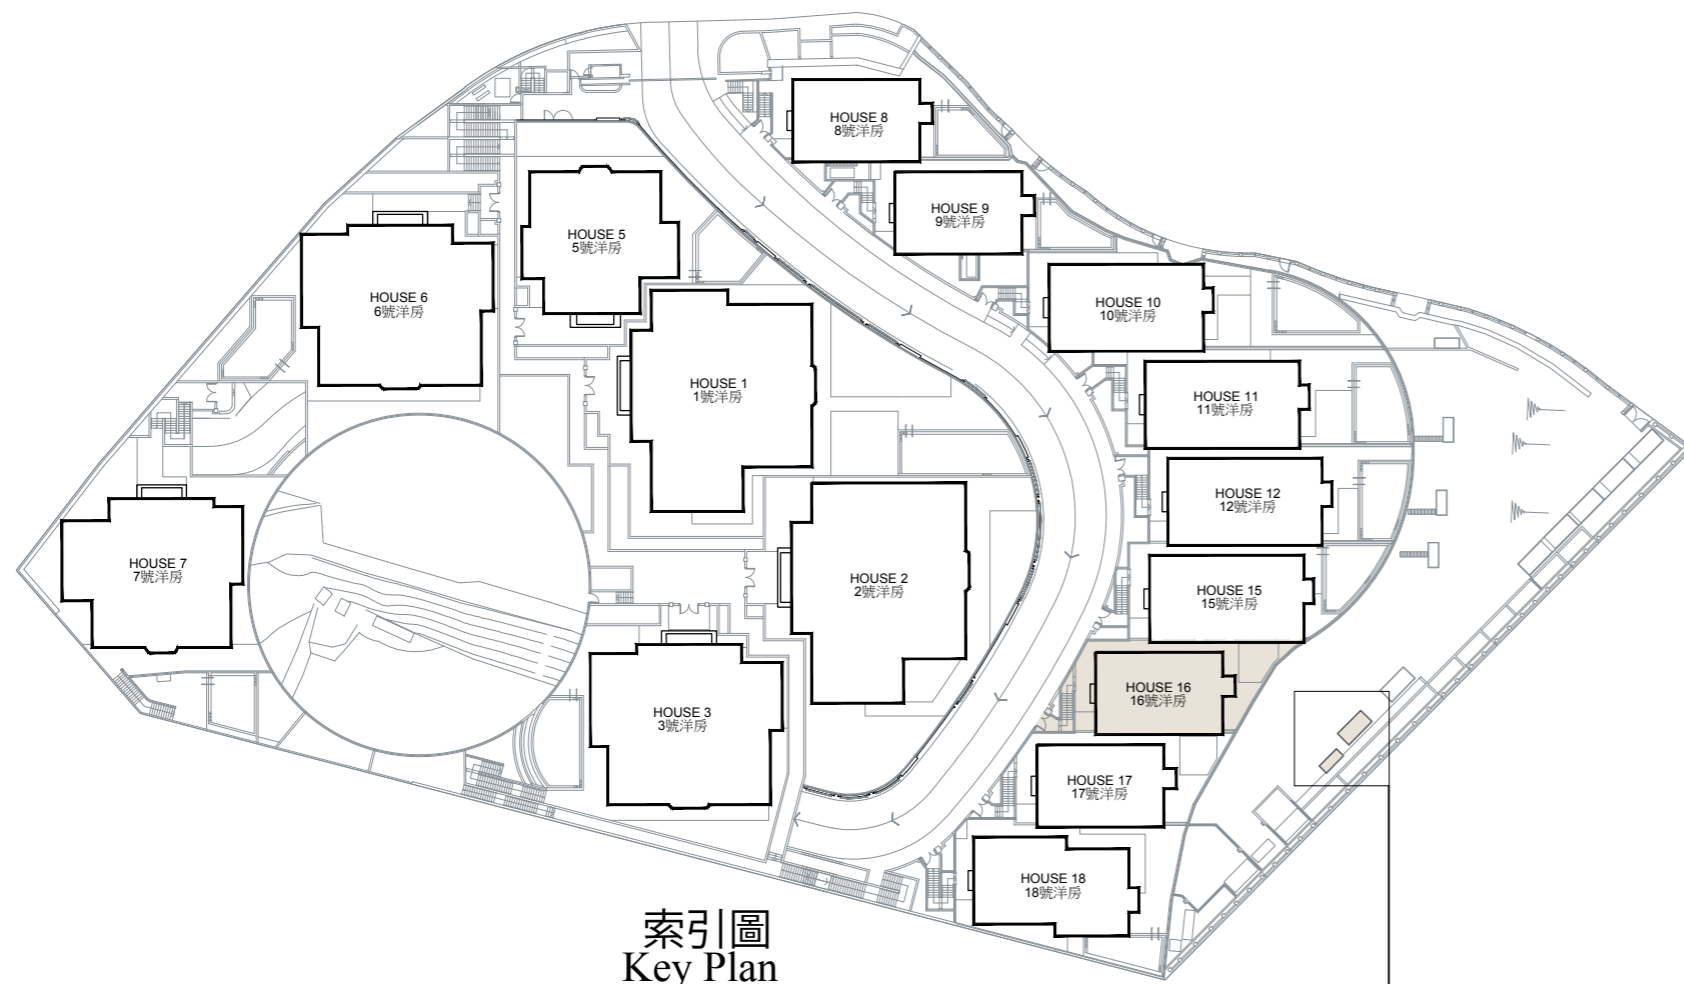 HOUSE 8
8號洋房
HOUSE 9
9號洋房
HOUSE 5
5號洋房
HOUSE 6
6號洋房
HOUSE 10
10號洋房
HOUSE 1
1號洋房
HOUSE 11
11號洋房
HOUSE 12
12號洋房
HOUSE 7
7號洋房
HOUSE 2
2號洋房
HOUSE 15
15號洋房
HOUSE 16
16號洋房
HOUSE 3
3號洋房
HOUSE 17
17號洋房
HOUSE 18
18號洋房
索引圖
Key Plan